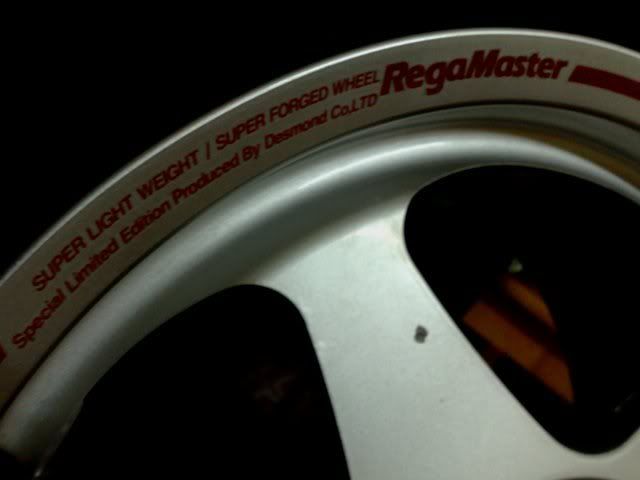 SUPER LIGHT WEIGHT / SUPER FORGED WHEEL RegaMaster
Special Limited Edition Produced By Desmond Co.LTD